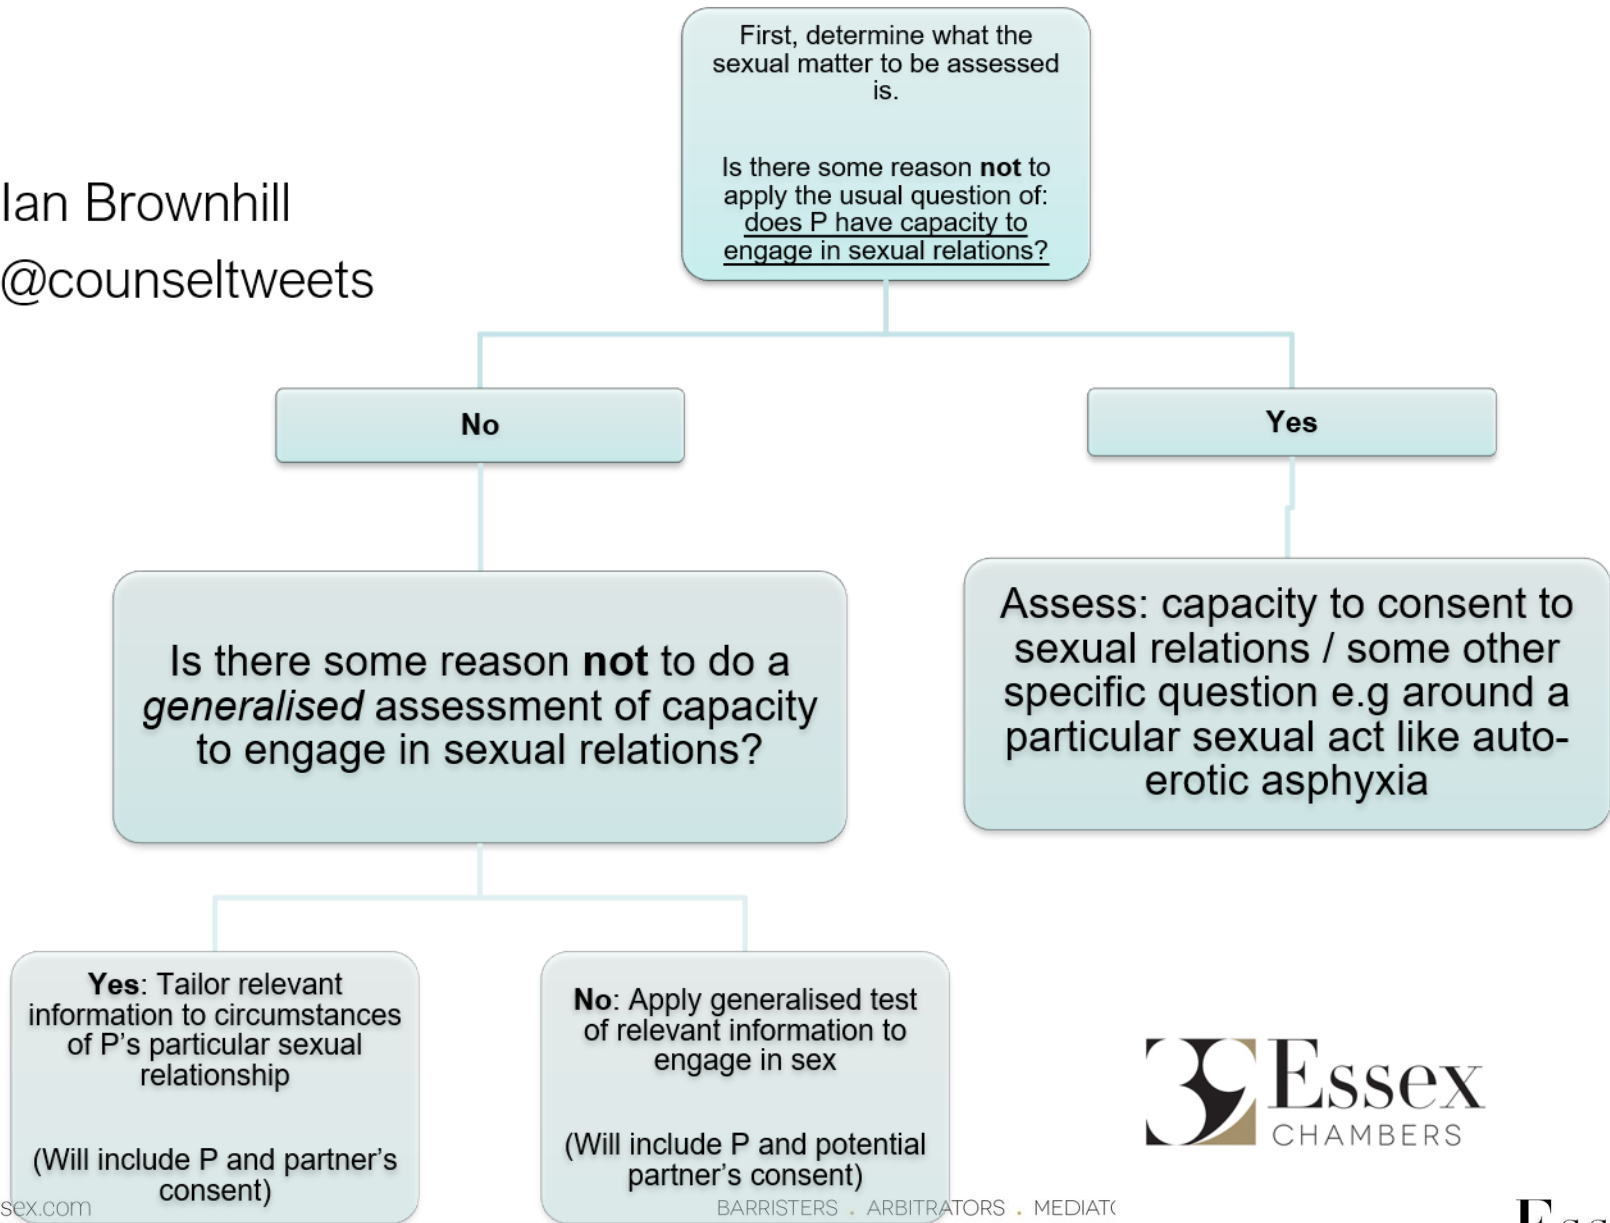 First, determine what the
sexual matter to be assessed
is.
Is there some reason not to
apply the usual question of:
does P have capacity to
engage in sexual relations?
Ian Brownhill
@counseltweets
No
Yes
Is there some reason not to do a
generalised assessment of capacity
to engage in sexual relations?
Assess: capacity to consent to
sexual relations / some other
specific question e.g around a
particular sexual act like auto-
erotic asphyxia
Yes: Tailor relevant
information to circumstances
of P's particular sexual
relationship
(Will include P and partner's
consent)
No: Apply generalised test
of relevant information to
engage in sex
(Will include P and potential
partner's consent)
39 Essex
CHAMBERS
sex.com
BARRISTERS . ARBITRATORS .